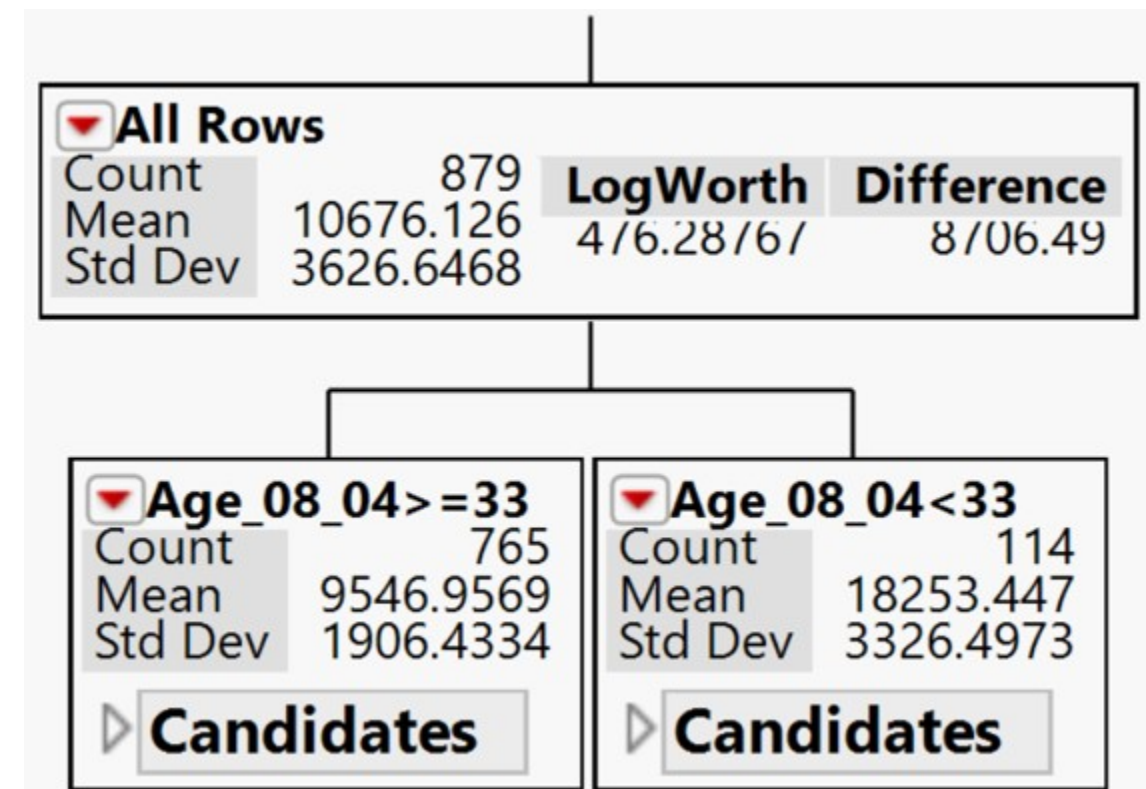 All Rows
Count 879 LogWorth Difference
Mean 10676.126 476.28767 8706.49
Std Dev 3626.6468
Age_08_04>=33
Count 765
Mean 9546.9569
Std Dev 1906.4334
Candidates
Age_08_04<33
Count 114
Mean 18253.447
Std Dev 3326.4973
Candidates